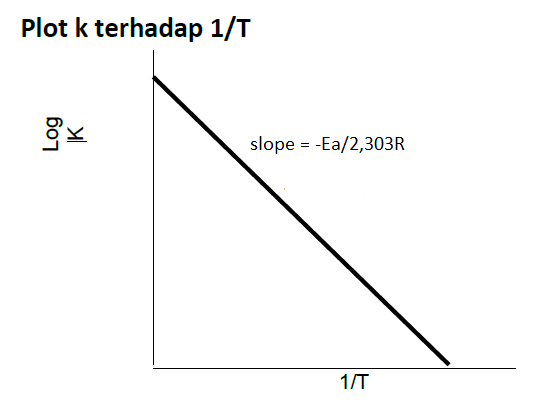 Plot k terhadap 1/T
Log
K
slope = -Ea/2,303R
1/T